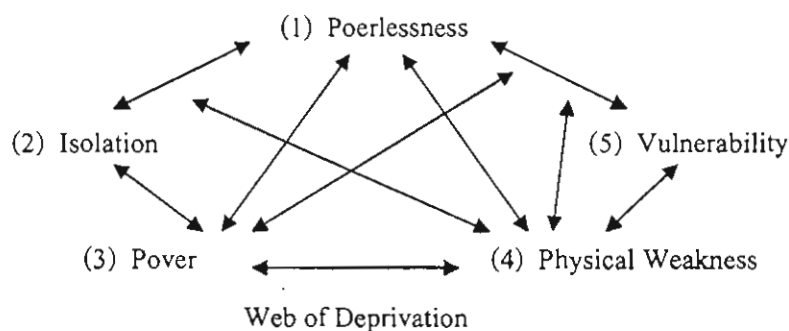 (1) Poerlessness
(2) Isolation
(5) Vulnerability
(3) Pover
(4) Physical Weakness
Web of Deprivation